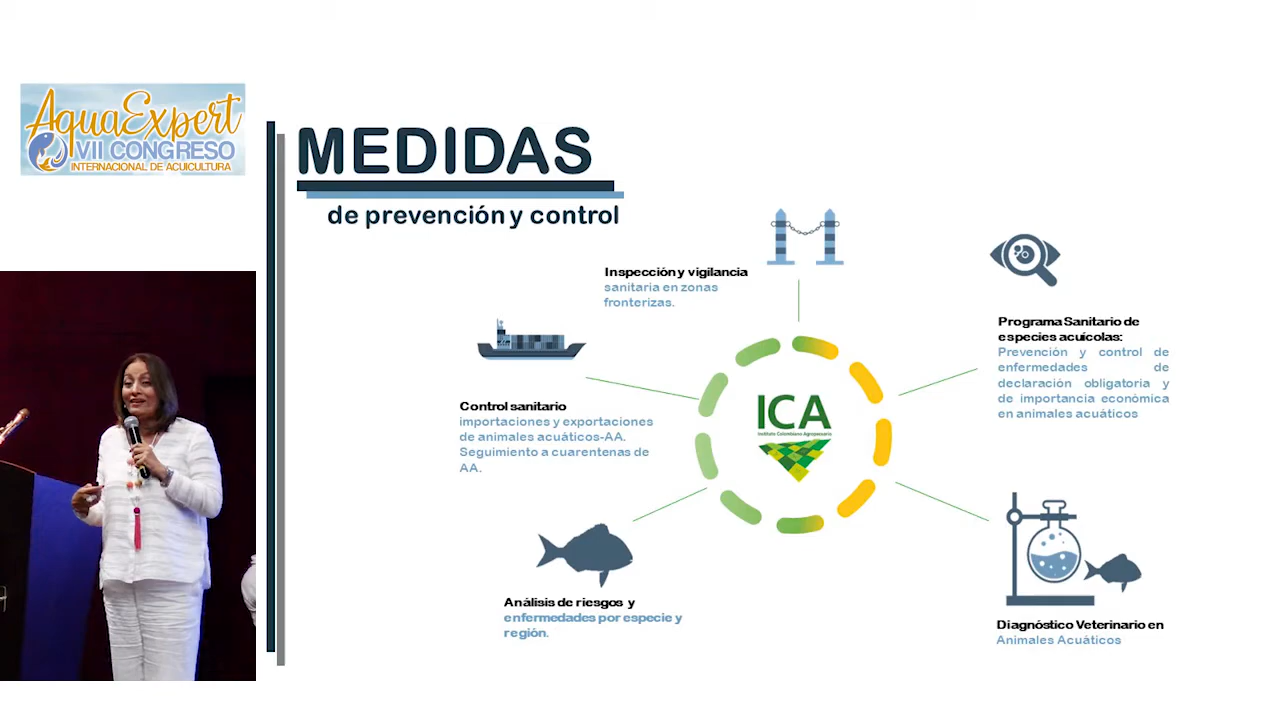 AquaExpert
VII CONGRESO
INTERNACIONAL DE ACUICULTURA
MEDIDAS
de prevención y control
Inspección y vigilancia
sanitaria en zonas
fronterizas.
Programa Sanitario de
especies acuícolas:
Prevención y control de
enfermedades de
declaración obligatoria y
de importancia económica
en animales acuáticos
Control sanitario
importaciones y exportaciones
de animales acuáticos-AA.
Seguimiento a cuarentenas de
AA.
ICA
Instituto Colombiano Agropecuario
Análisis de riesgos y
enfermedades por especie y
región.
Diagnóstico Veterinario en
Animales Acuáticos